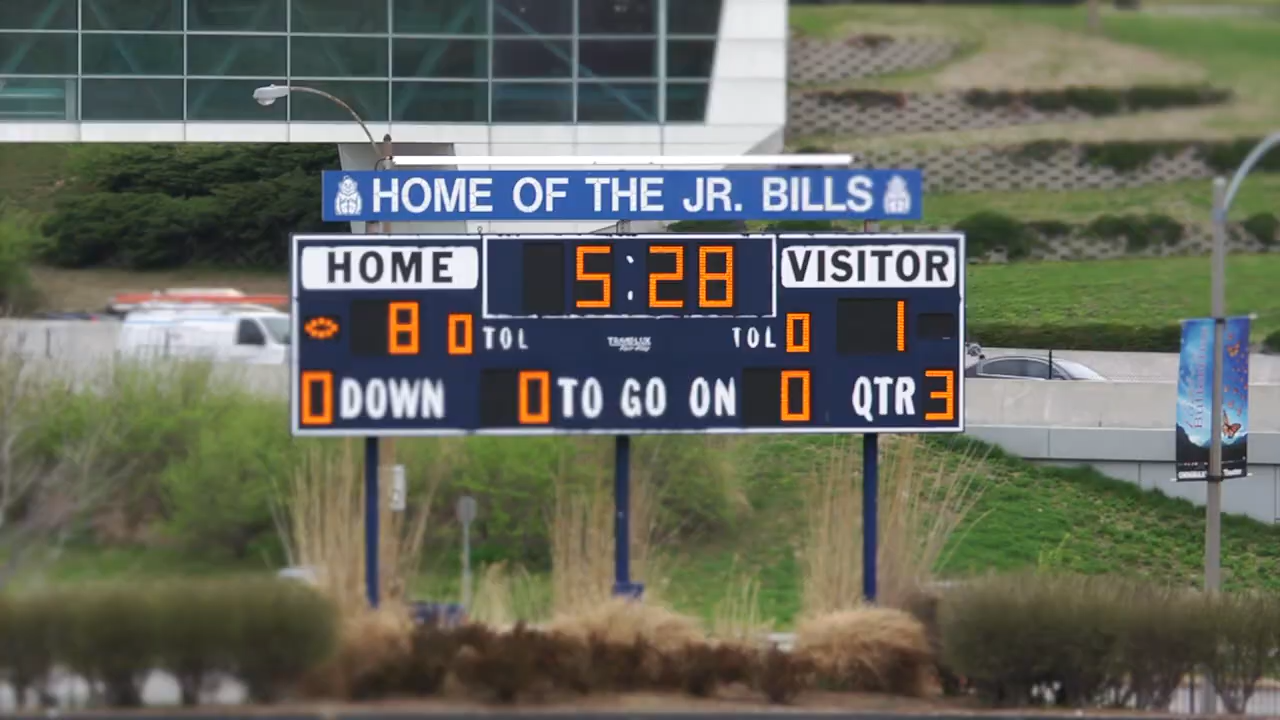 HOME OF THE JR. BILLS
HOME 5:28 VISITOR
8 0 TOL TOL 0 1
0 DOWN 0 TO GO ON 0 QTR 3